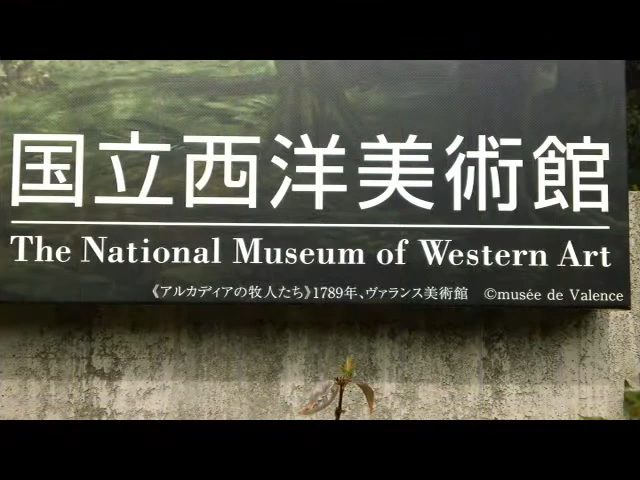 国立西洋美術館
The National Museum of Western Art
《アルカディアの牧人たち》1789年、ヴァランス美術館 ©musée de Valence